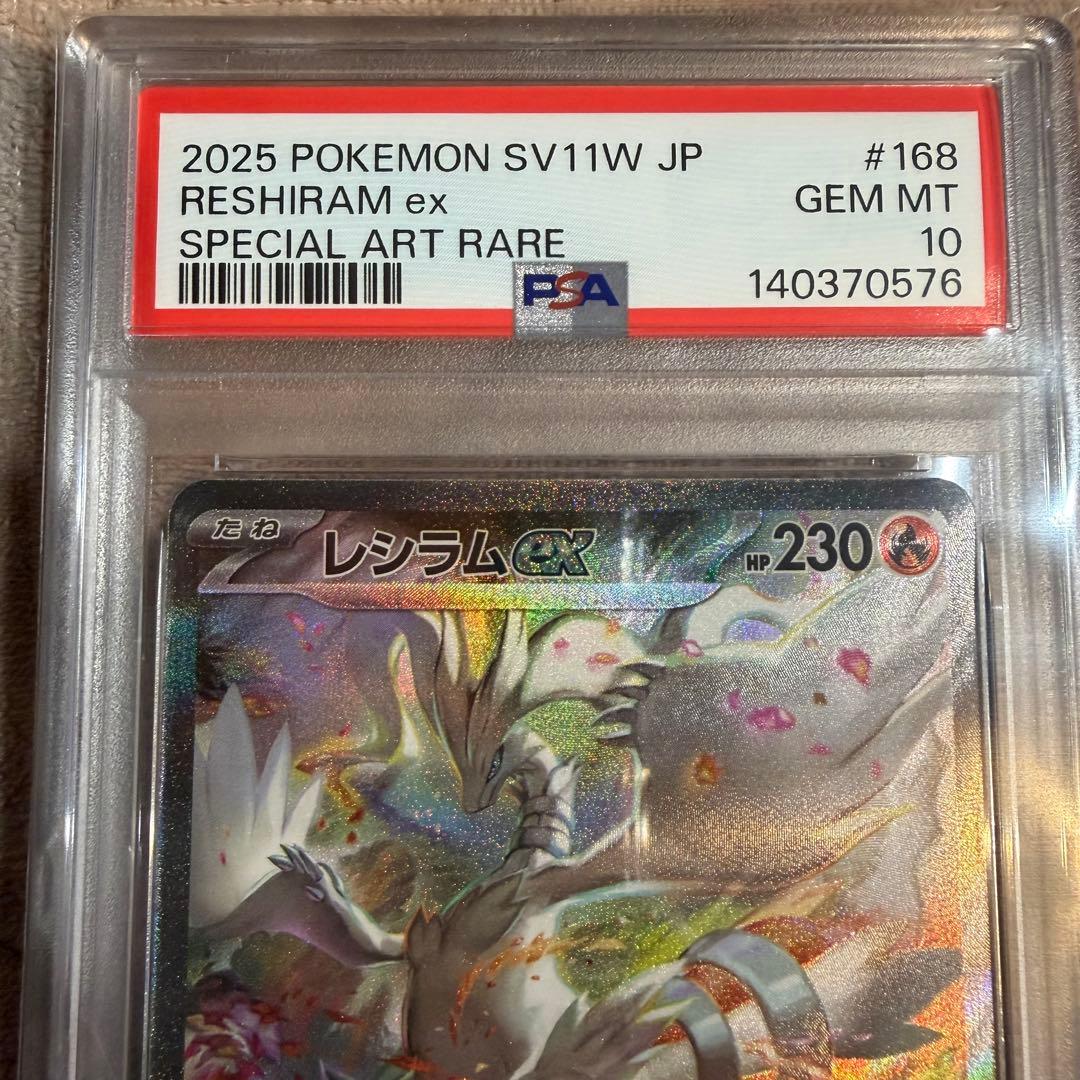 2025 POKEMON SV11W JP #168
RESHIRAM ex GEM MT
SPECIAL ART RARE 10
PSA 140370576
たね レシラムex HP230